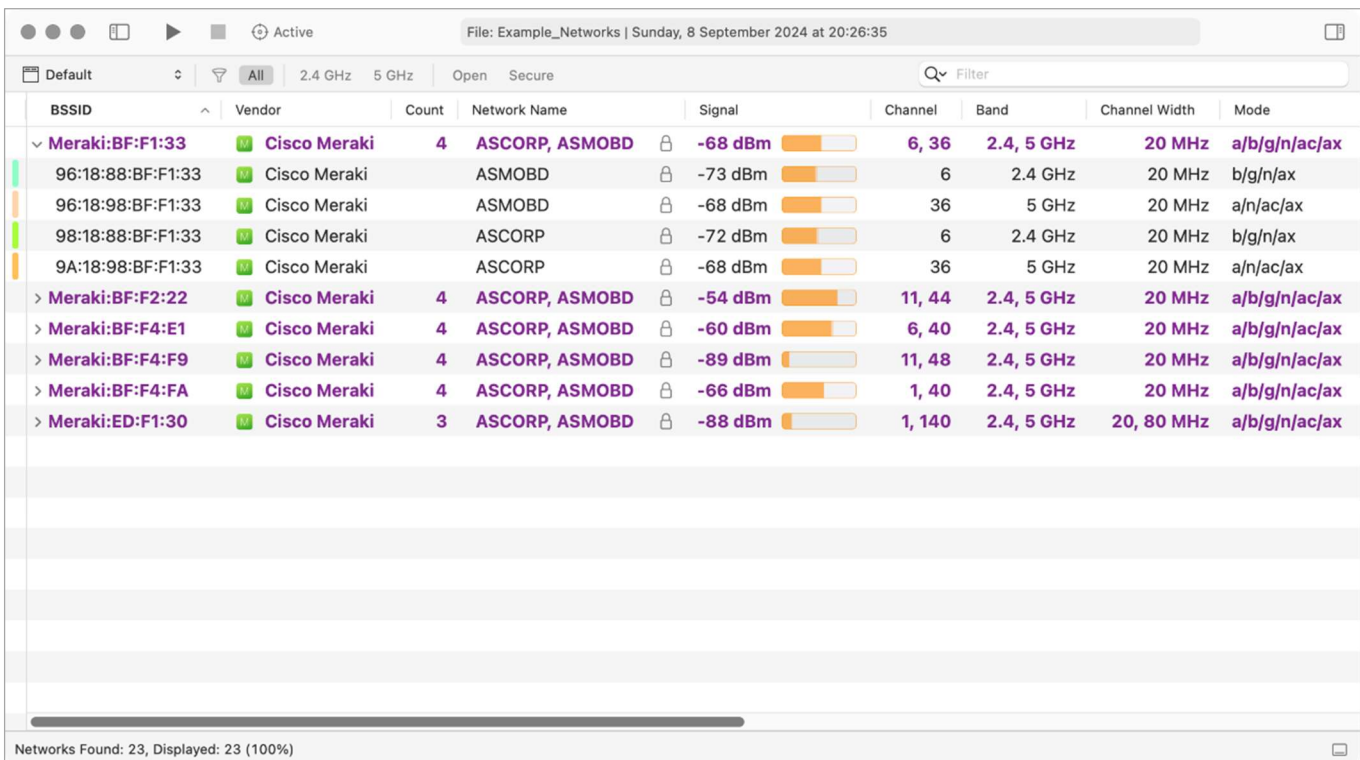 Active File: Example_Networks | Sunday, 8 September 2024 at 20:26:35
Default All 2.4 GHz 5 GHz Open Secure Filter
BSSID Vendor Count Network Name Signal Channel Band Channel Width Mode
Meraki:BF:F1:33 M Cisco Meraki 4 ASCORP, ASMOBD -68 dBm 6, 36 2.4, 5 GHz 20 MHz a/b/g/n/ac/ax
96:18:88:BF:F1:33 M Cisco Meraki ASMOBD -73 dBm 6 2.4 GHz 20 MHz b/g/n/ax
96:18:98:BF:F1:33 M Cisco Meraki ASMOBD -68 dBm 36 5 GHz 20 MHz a/n/ac/ax
98:18:88:BF:F1:33 M Cisco Meraki ASCORP -72 dBm 6 2.4 GHz 20 MHz b/g/n/ax
9A:18:98:BF:F1:33 M Cisco Meraki ASCORP -68 dBm 36 5 GHz 20 MHz a/n/ac/ax
Meraki:BF:F2:22 M Cisco Meraki 4 ASCORP, ASMOBD -54 dBm 11, 44 2.4, 5 GHz 20 MHz a/b/g/n/ac/ax
Meraki:BF:F4:E1 M Cisco Meraki 4 ASCORP, ASMOBD -60 dBm 6, 40 2.4, 5 GHz 20 MHz a/b/g/n/ac/ax
Meraki:BF:F4:F9 M Cisco Meraki 4 ASCORP, ASMOBD -89 dBm 11, 48 2.4, 5 GHz 20 MHz a/b/g/n/ac/ax
Meraki:BF:F4:FA M Cisco Meraki 4 ASCORP, ASMOBD -66 dBm 1, 40 2.4, 5 GHz 20 MHz a/b/g/n/ac/ax
Meraki:ED:F1:30 M Cisco Meraki 3 ASCORP, ASMOBD -88 dBm 1, 140 2.4, 5 GHz 20, 80 MHz a/b/g/n/ac/ax
Networks Found: 23, Displayed: 23 (100%)